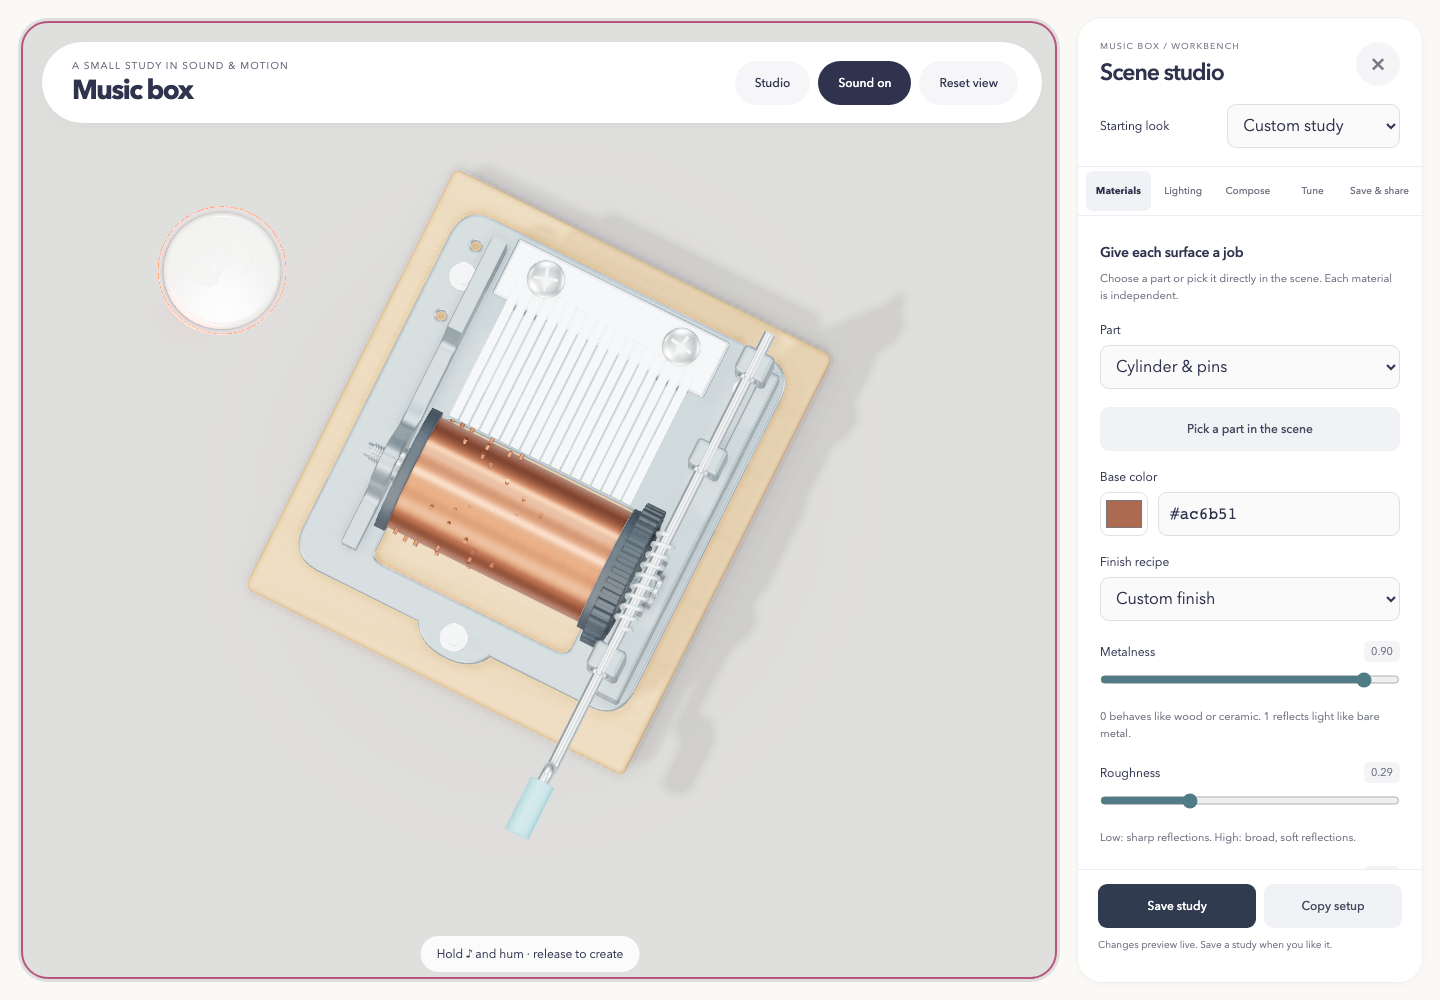 A SMALL STUDY IN SOUND & MOTION
Music box
Studio
Sound on
Reset view
Hold ♪ and hum · release to create
MUSIC BOX / WORKBENCH
Scene studio
Starting look
Custom study
Materials
Lighting
Compose
Tune
Save & share
Give each surface a job
Choose a part or pick it directly in the scene. Each material
is independent.
Part
Cylinder & pins
Pick a part in the scene
Base color
#ac6b51
Finish recipe
Custom finish
Metalness
0.90
0 behaves like wood or ceramic. 1 reflects light like bare
metal.
Roughness
0.29
Low: sharp reflections. High: broad, soft reflections.
Save study
Copy setup
Changes preview live. Save a study when you like it.